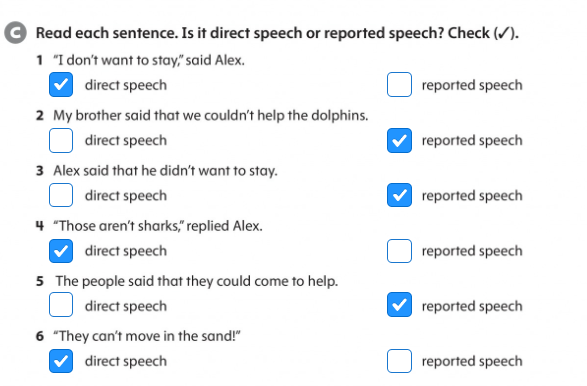 C Read each sentence. Is it direct speech or reported speech? Check (✓).
1 “I don’t want to stay,” said Alex.
direct speech reported speech
2 My brother said that we couldn’t help the dolphins.
direct speech reported speech
3 Alex said that he didn’t want to stay.
direct speech reported speech
4 “Those aren’t sharks,” replied Alex.
direct speech reported speech
5 The people said that they could come to help.
direct speech reported speech
6 “They can’t move in the sand!”
direct speech reported speech